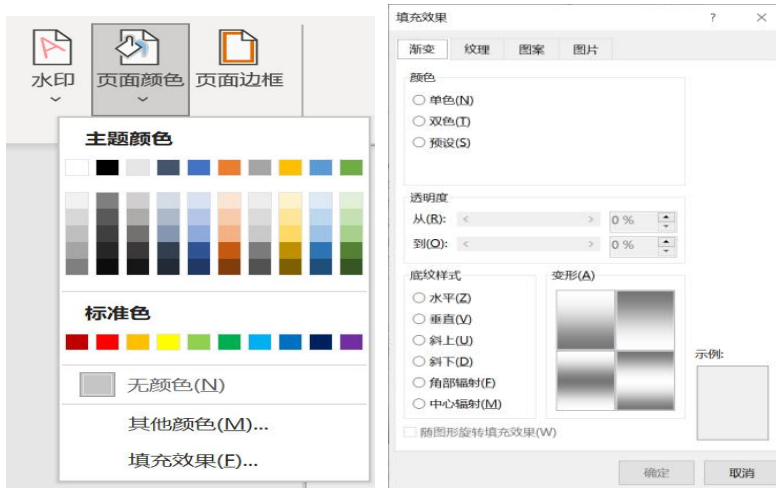 水印
页面颜色
页面边框
主题颜色
标准色
无颜色(N)
其他颜色(M)...
填充效果(F)...
填充效果
? ×
渐变 纹理 图案 图片
颜色
单色(N)
双色(T)
预设(S)
透明度
从(R): < > 0 %
到(O): < > 0 %
底纹样式
水平(Z)
垂直(V)
斜上(U)
斜下(D)
角部辐射(F)
中心辐射(M)
变形(A)
示例:
随图形旋转填充效果(W)
确定 取消